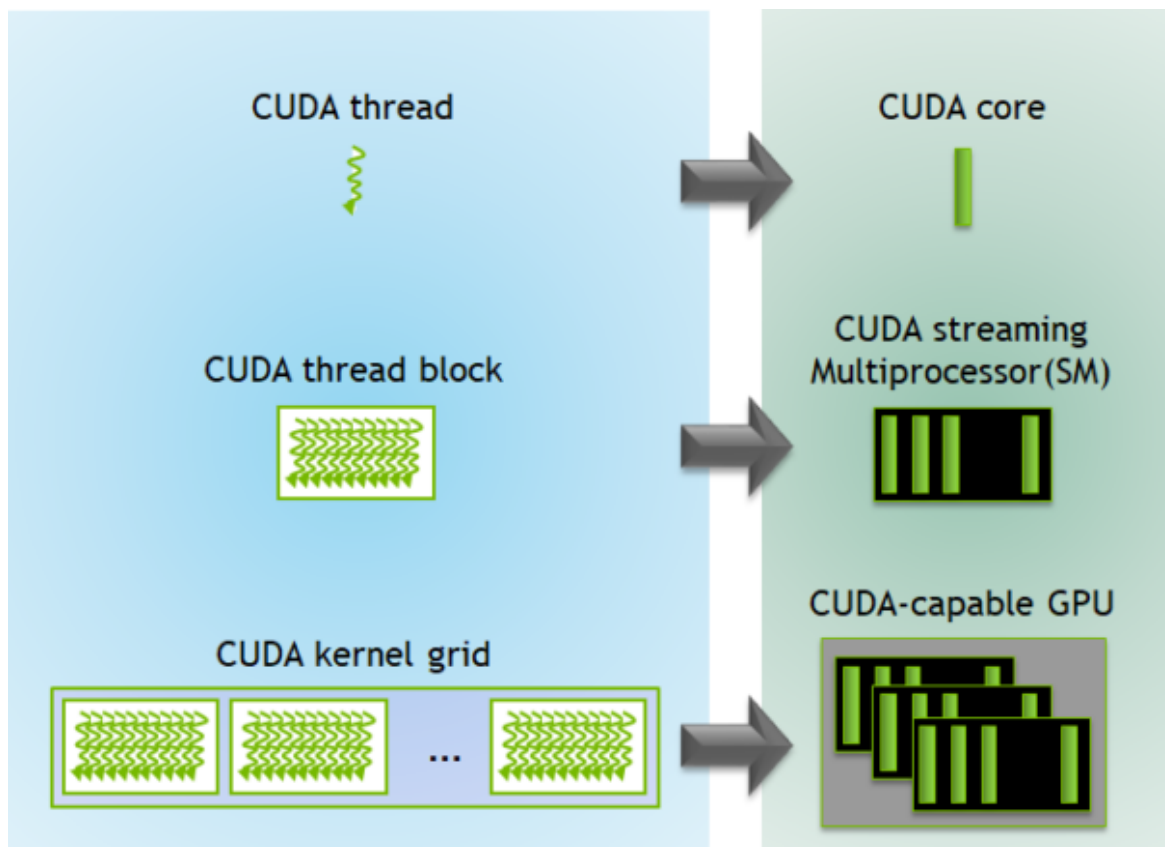 CUDA thread
CUDA core
CUDA thread block
CUDA streaming
Multiprocessor(SM)
CUDA kernel grid
...
CUDA-capable GPU